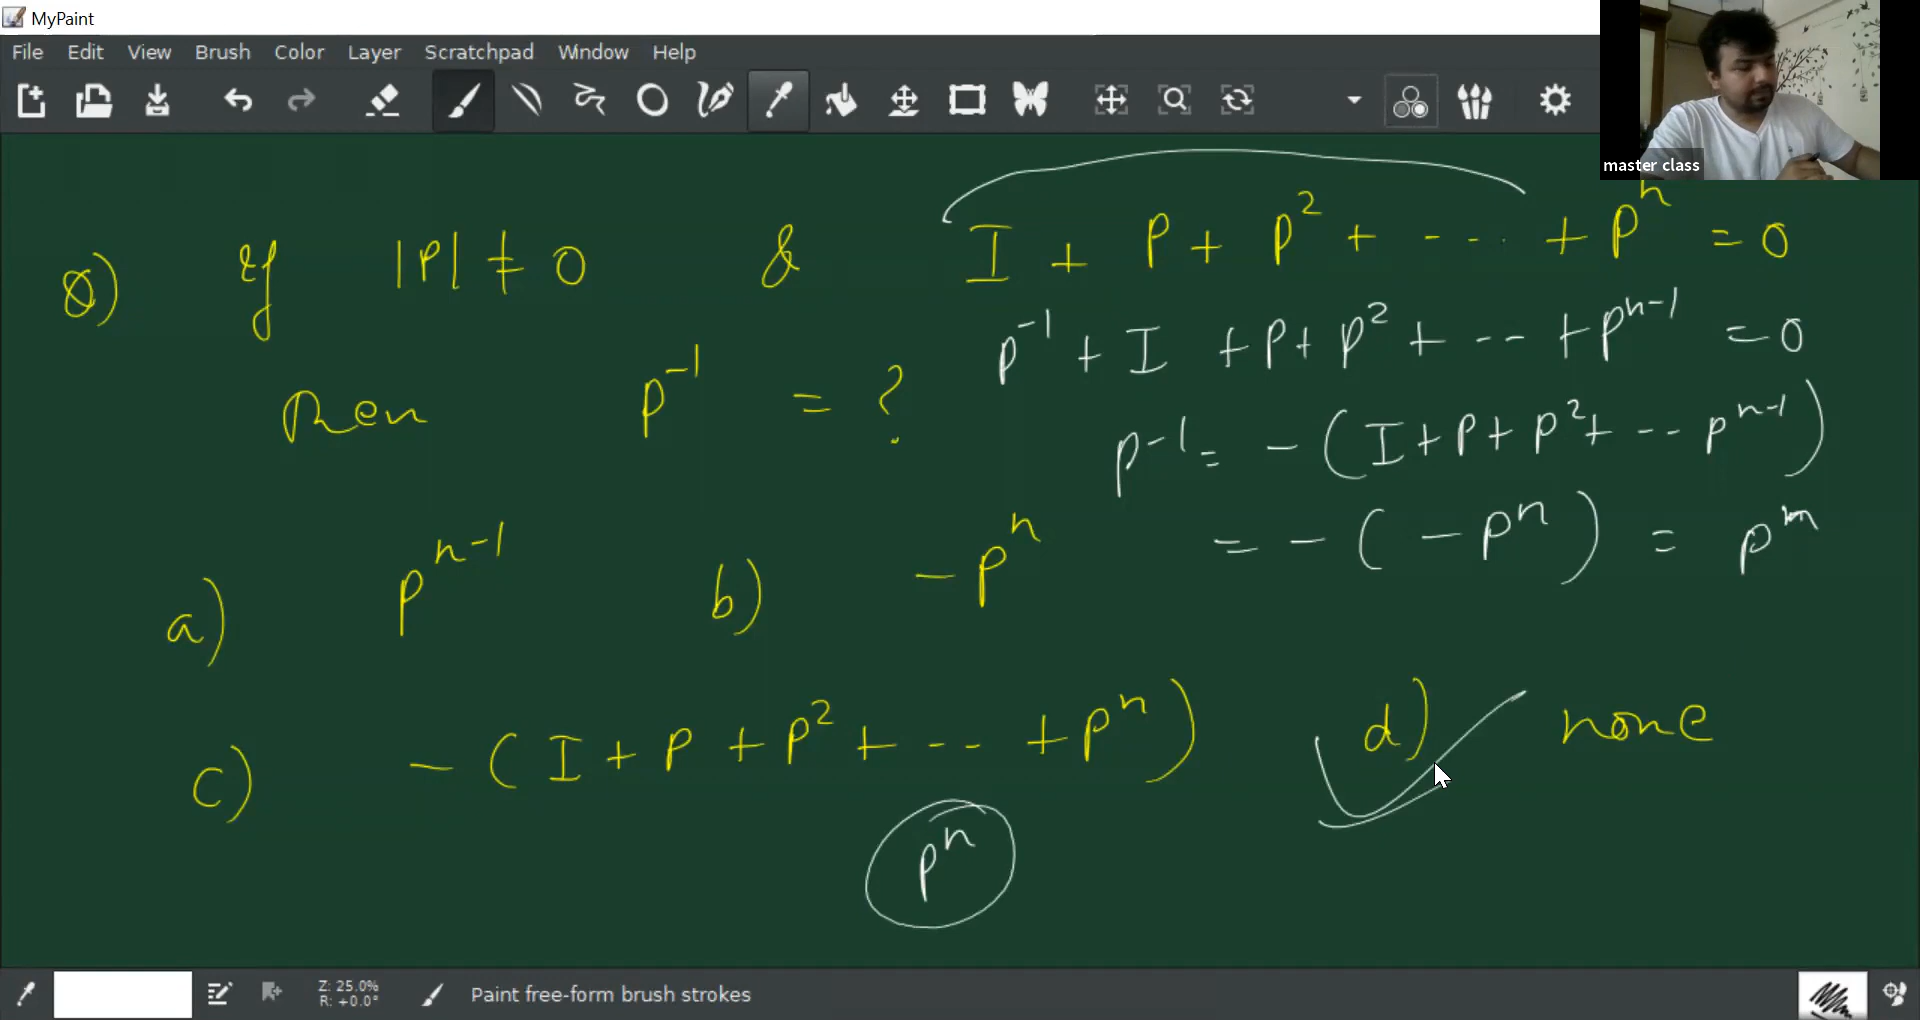 MyPaint
File Edit View Brush Color Layer Scratchpad Window Help
master class
Q) If |P| ≠ 0 & I + P + P² + - - - + Pⁿ = 0
P⁻¹ + I + P + P² + - - + Pⁿ⁻¹ = 0
Then P⁻¹ = ?
P⁻¹ = - (I + P + P² + - - Pⁿ⁻¹)
= - ( - Pⁿ ) = Pⁿ
a) Pⁿ⁻¹ b) - Pⁿ
c) - ( I + P + P² + - - + Pⁿ ) d) none
Pⁿ
Z: 25.0%
R: +0.0°
Paint free-form brush strokes